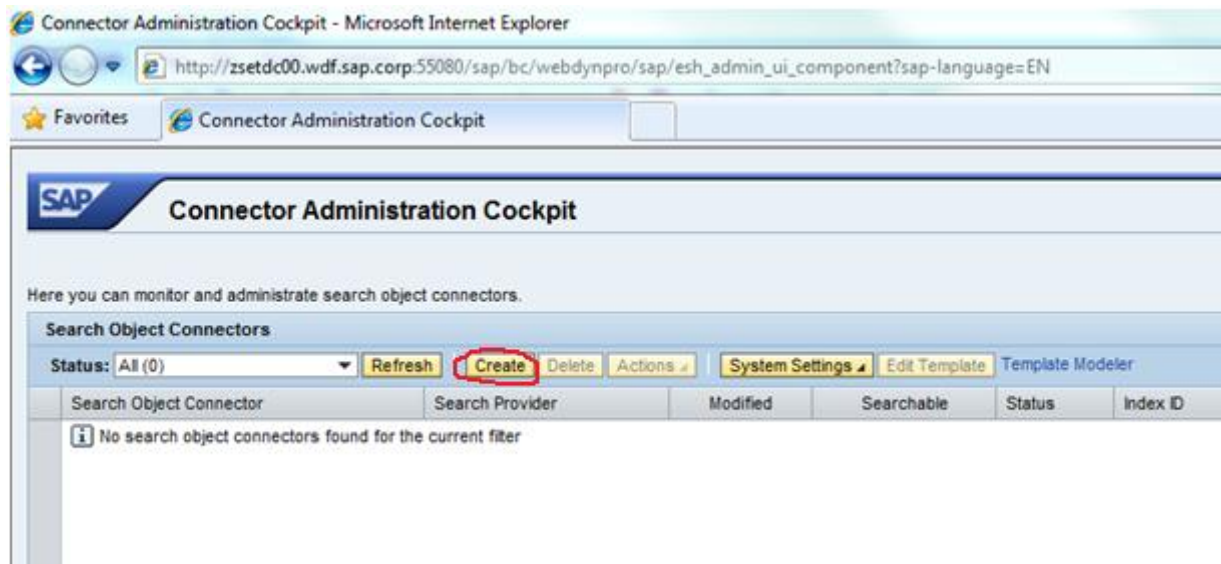 Connector Administration Cockpit - Microsoft Internet Explorer
http://zsetdc00.wdf.sap.corp:55080/sap/bc/webdynpro/sap/esh_admin_ui_component?sap-language=EN
Favorites Connector Administration Cockpit
SAP Connector Administration Cockpit
Here you can monitor and administrate search object connectors.
Search Object Connectors
Status: All (0) Refresh Create Delete Actions System Settings Edit Template Template Modeler
Search Object Connector Search Provider Modified Searchable Status Index ID
No search object connectors found for the current filter